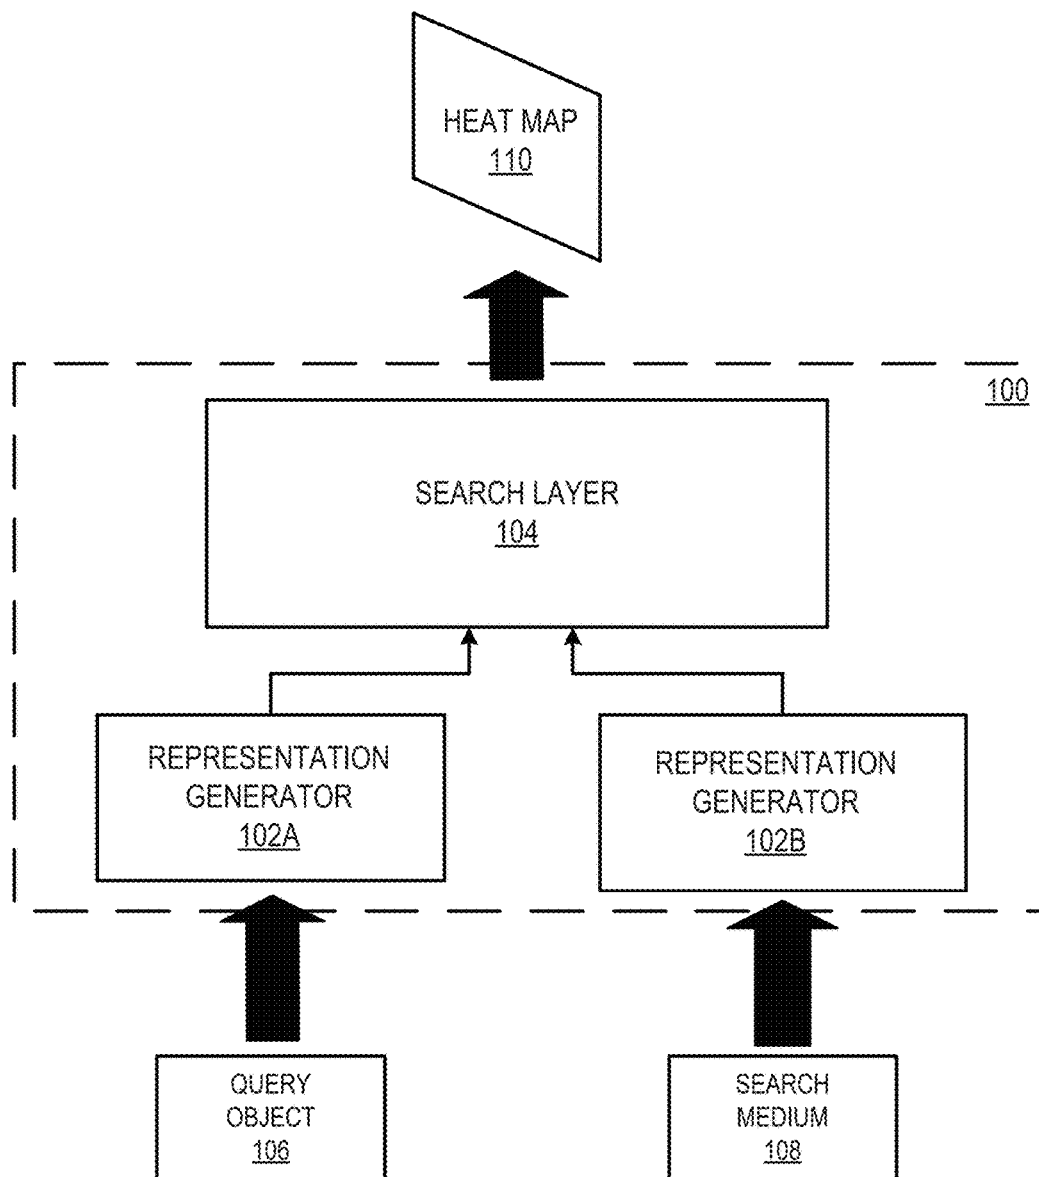 HEAT MAP
110
100
SEARCH LAYER
104
REPRESENTATION
GENERATOR
102A
REPRESENTATION
GENERATOR
102B
QUERY
OBJECT
106
SEARCH
MEDIUM
108